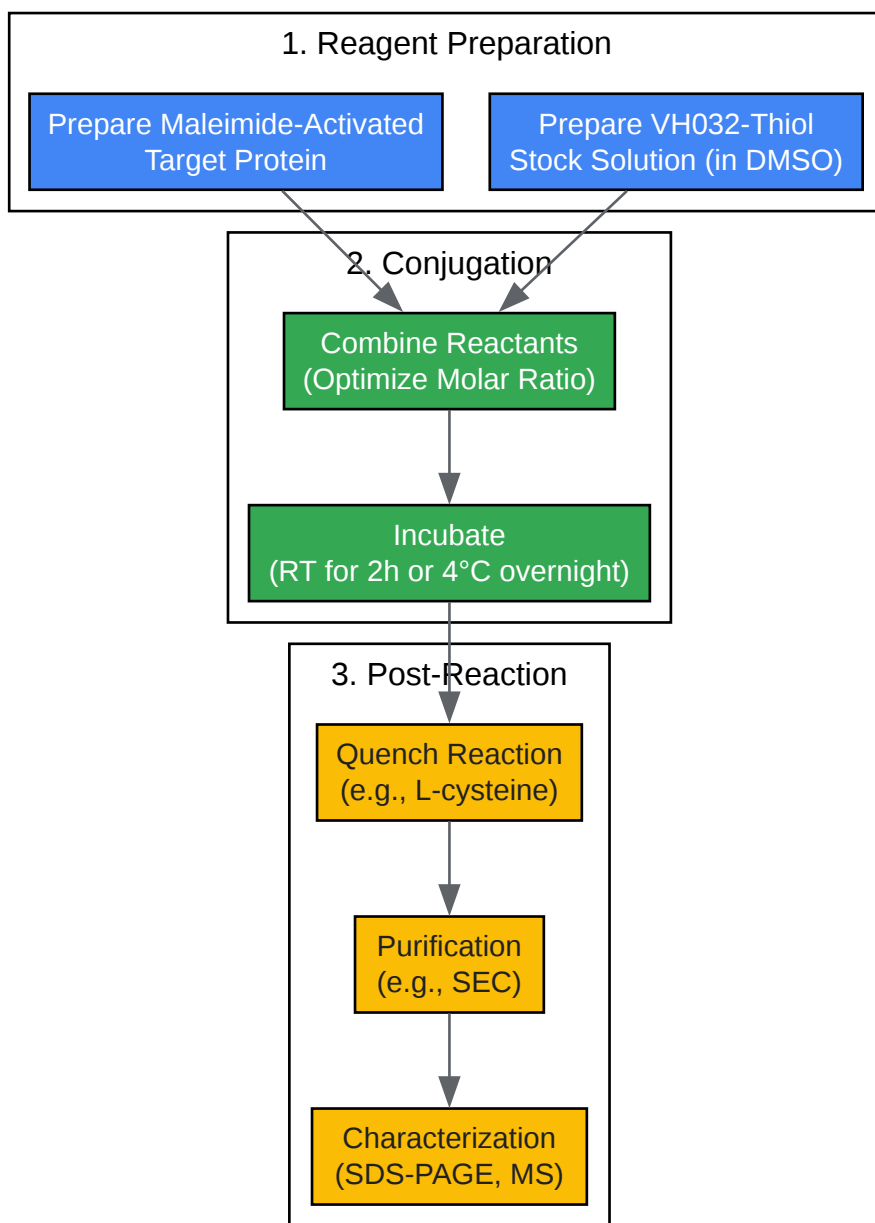 1. Reagent Preparation
Prepare Maleimide-Activated
Target Protein
Prepare VH032-Thiol
Stock Solution (in DMSO)
2. Conjugation
Combine Reactants
(Optimize Molar Ratio)
Incubate
(RT for 2h or 4°C overnight)
3. Post-Reaction
Quench Reaction
(e.g., L-cysteine)
Purification
(e.g., SEC)
Characterization
(SDS-PAGE, MS)